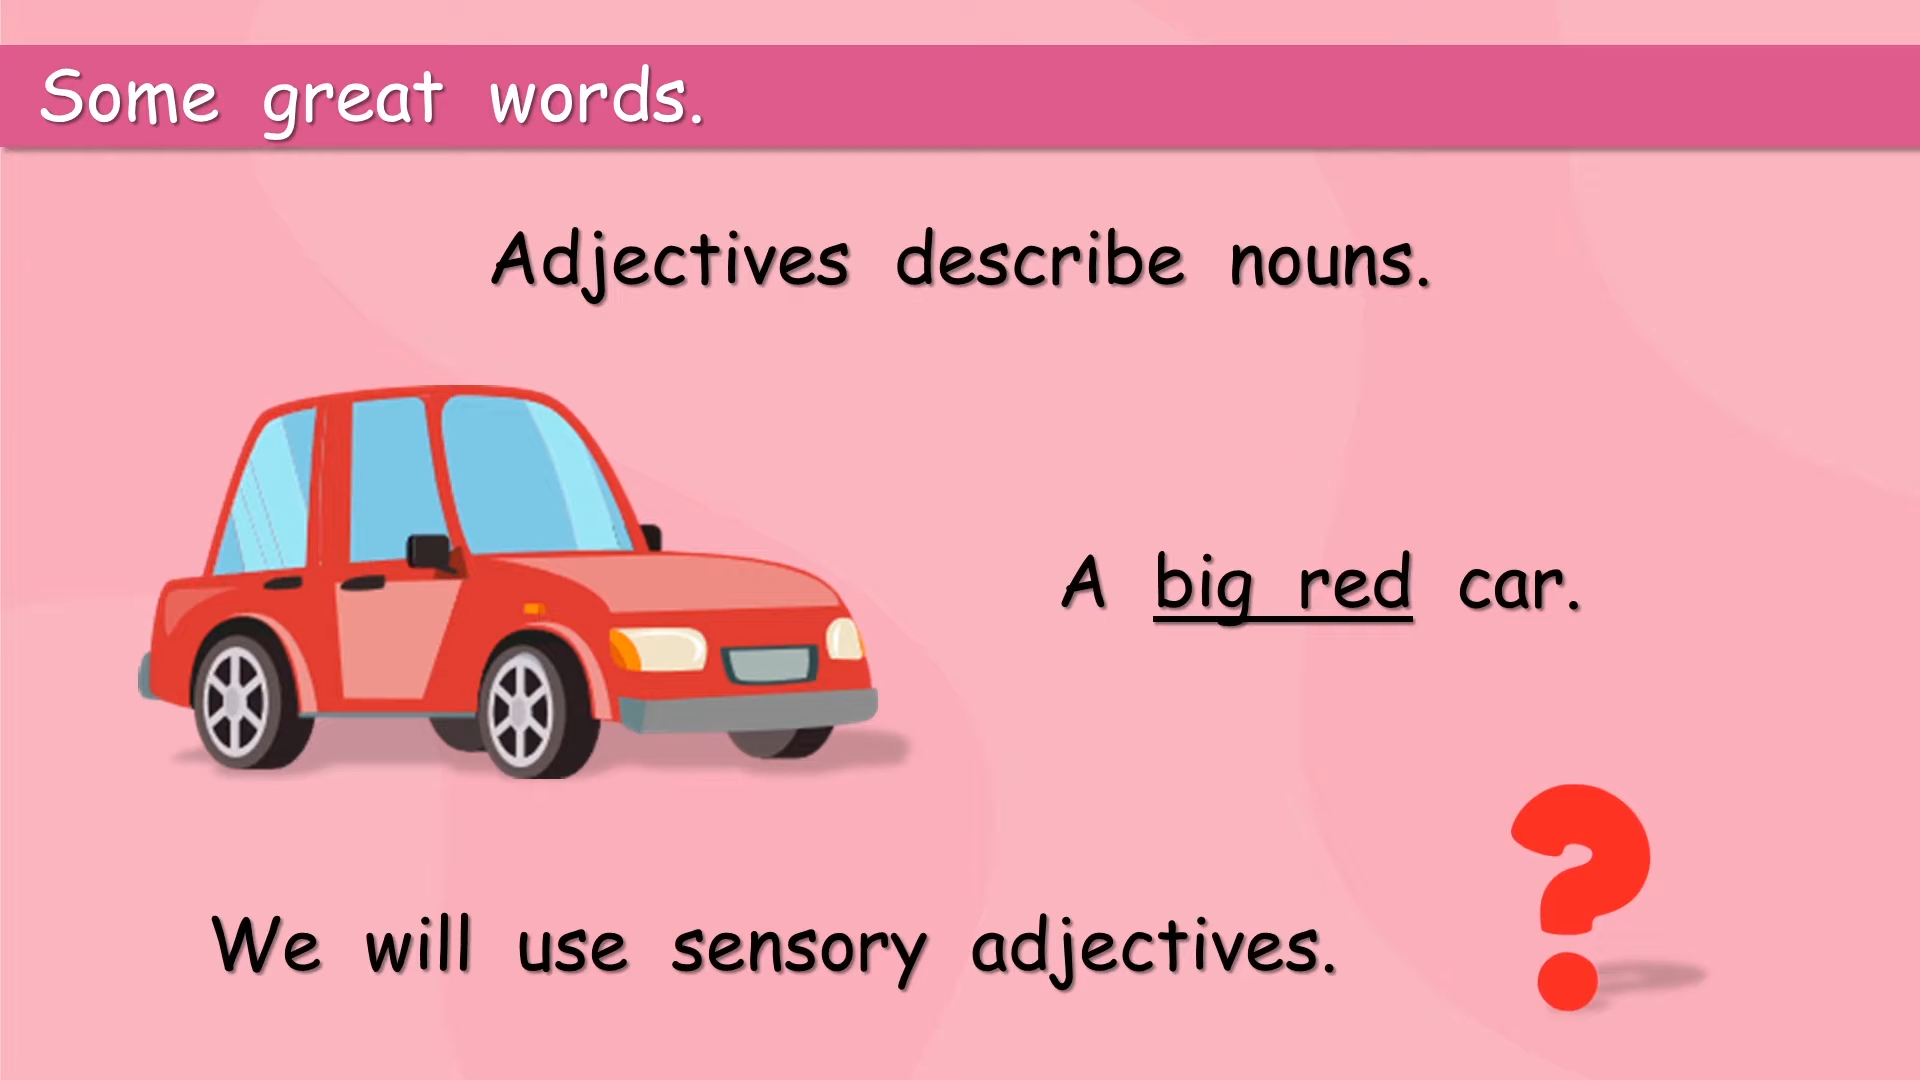 Some great words.
Adjectives describe nouns.
A big red car.
We will use sensory adjectives.
?